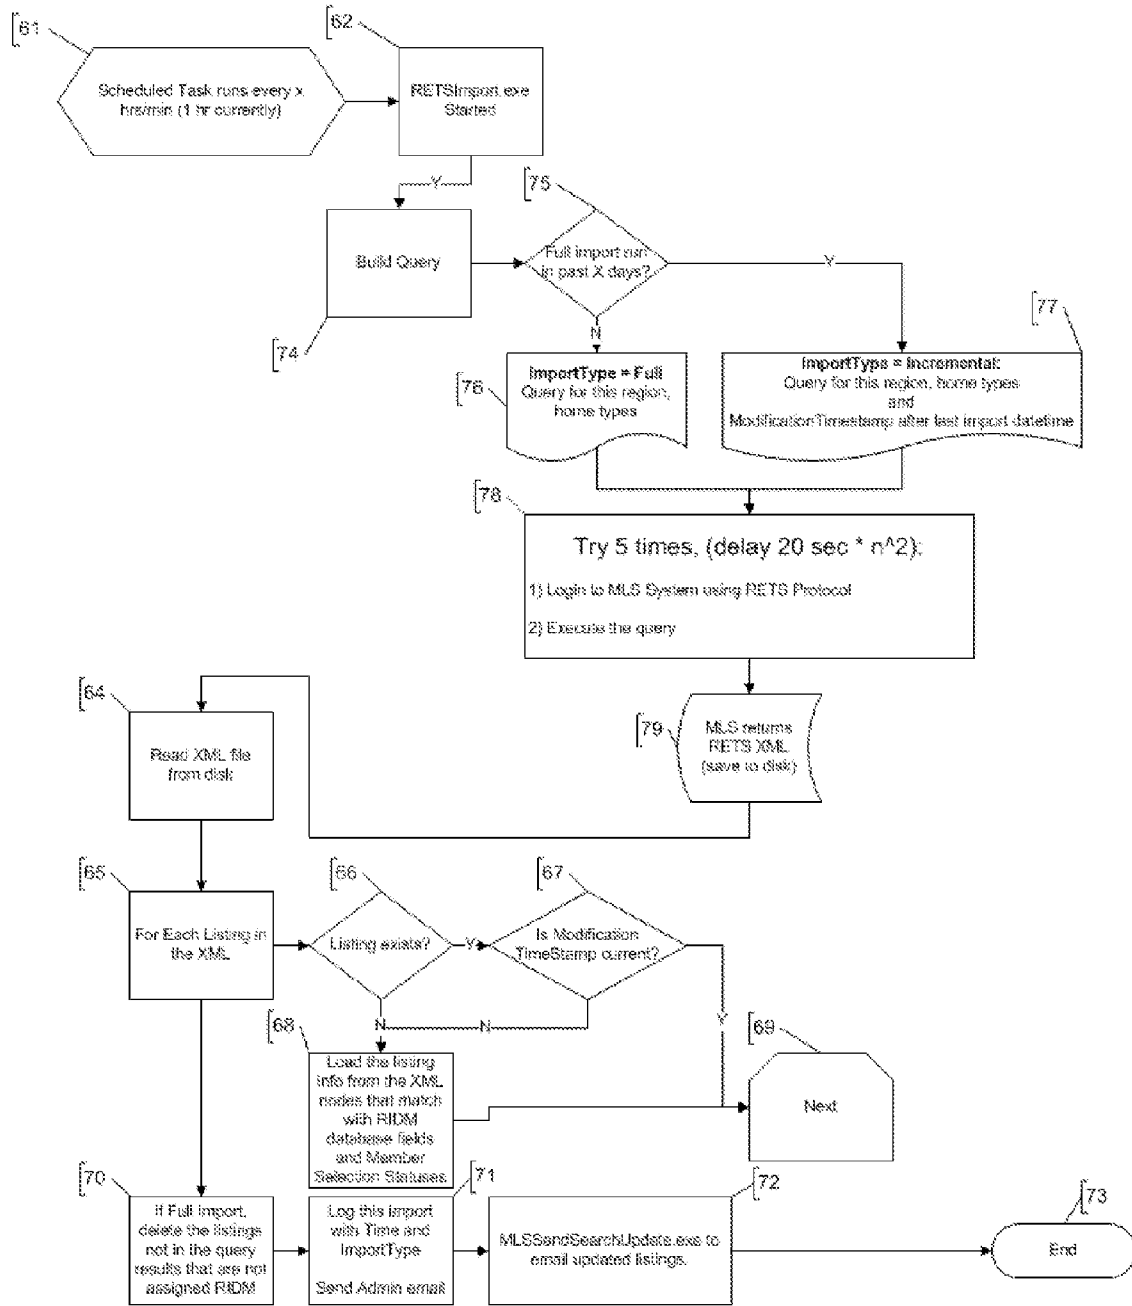 61
Scheduled Task runs every x
hrs/min (1 hr currently)
62
RETSImport.exe
Started
Y
Build Query
74
75
Full import run
in past X days?
Y
N
76
ImportType = Full
Query for this region,
home types
77
ImportType = Incremental:
Query for this region, home types
and
ModificationTimestamp after last import datetime
78
Try 5 times, (delay 20 sec * n^2):
1) Login to MLS System using RETS Protocol
2) Execute the query
79
MLS returns
RETS XML
(save to disk)
64
Read XML file
from disk
65
For Each Listing in
the XML
66
Listing exists?
Y
67
Is Modification
TimeStamp current?
N
N
Y
68
Load the listing
info from the XML
nodes that match
with RIDM
database fields
and Member
Selection Statuses.
69
Next
70
If Full Import,
delete the listings
not in the query
results that are not
assigned RIDM
71
Log this import
with Time and
ImportType
Send Admin email
72
MLSSendSearchUpdate.exe to
email updated listings.
73
End